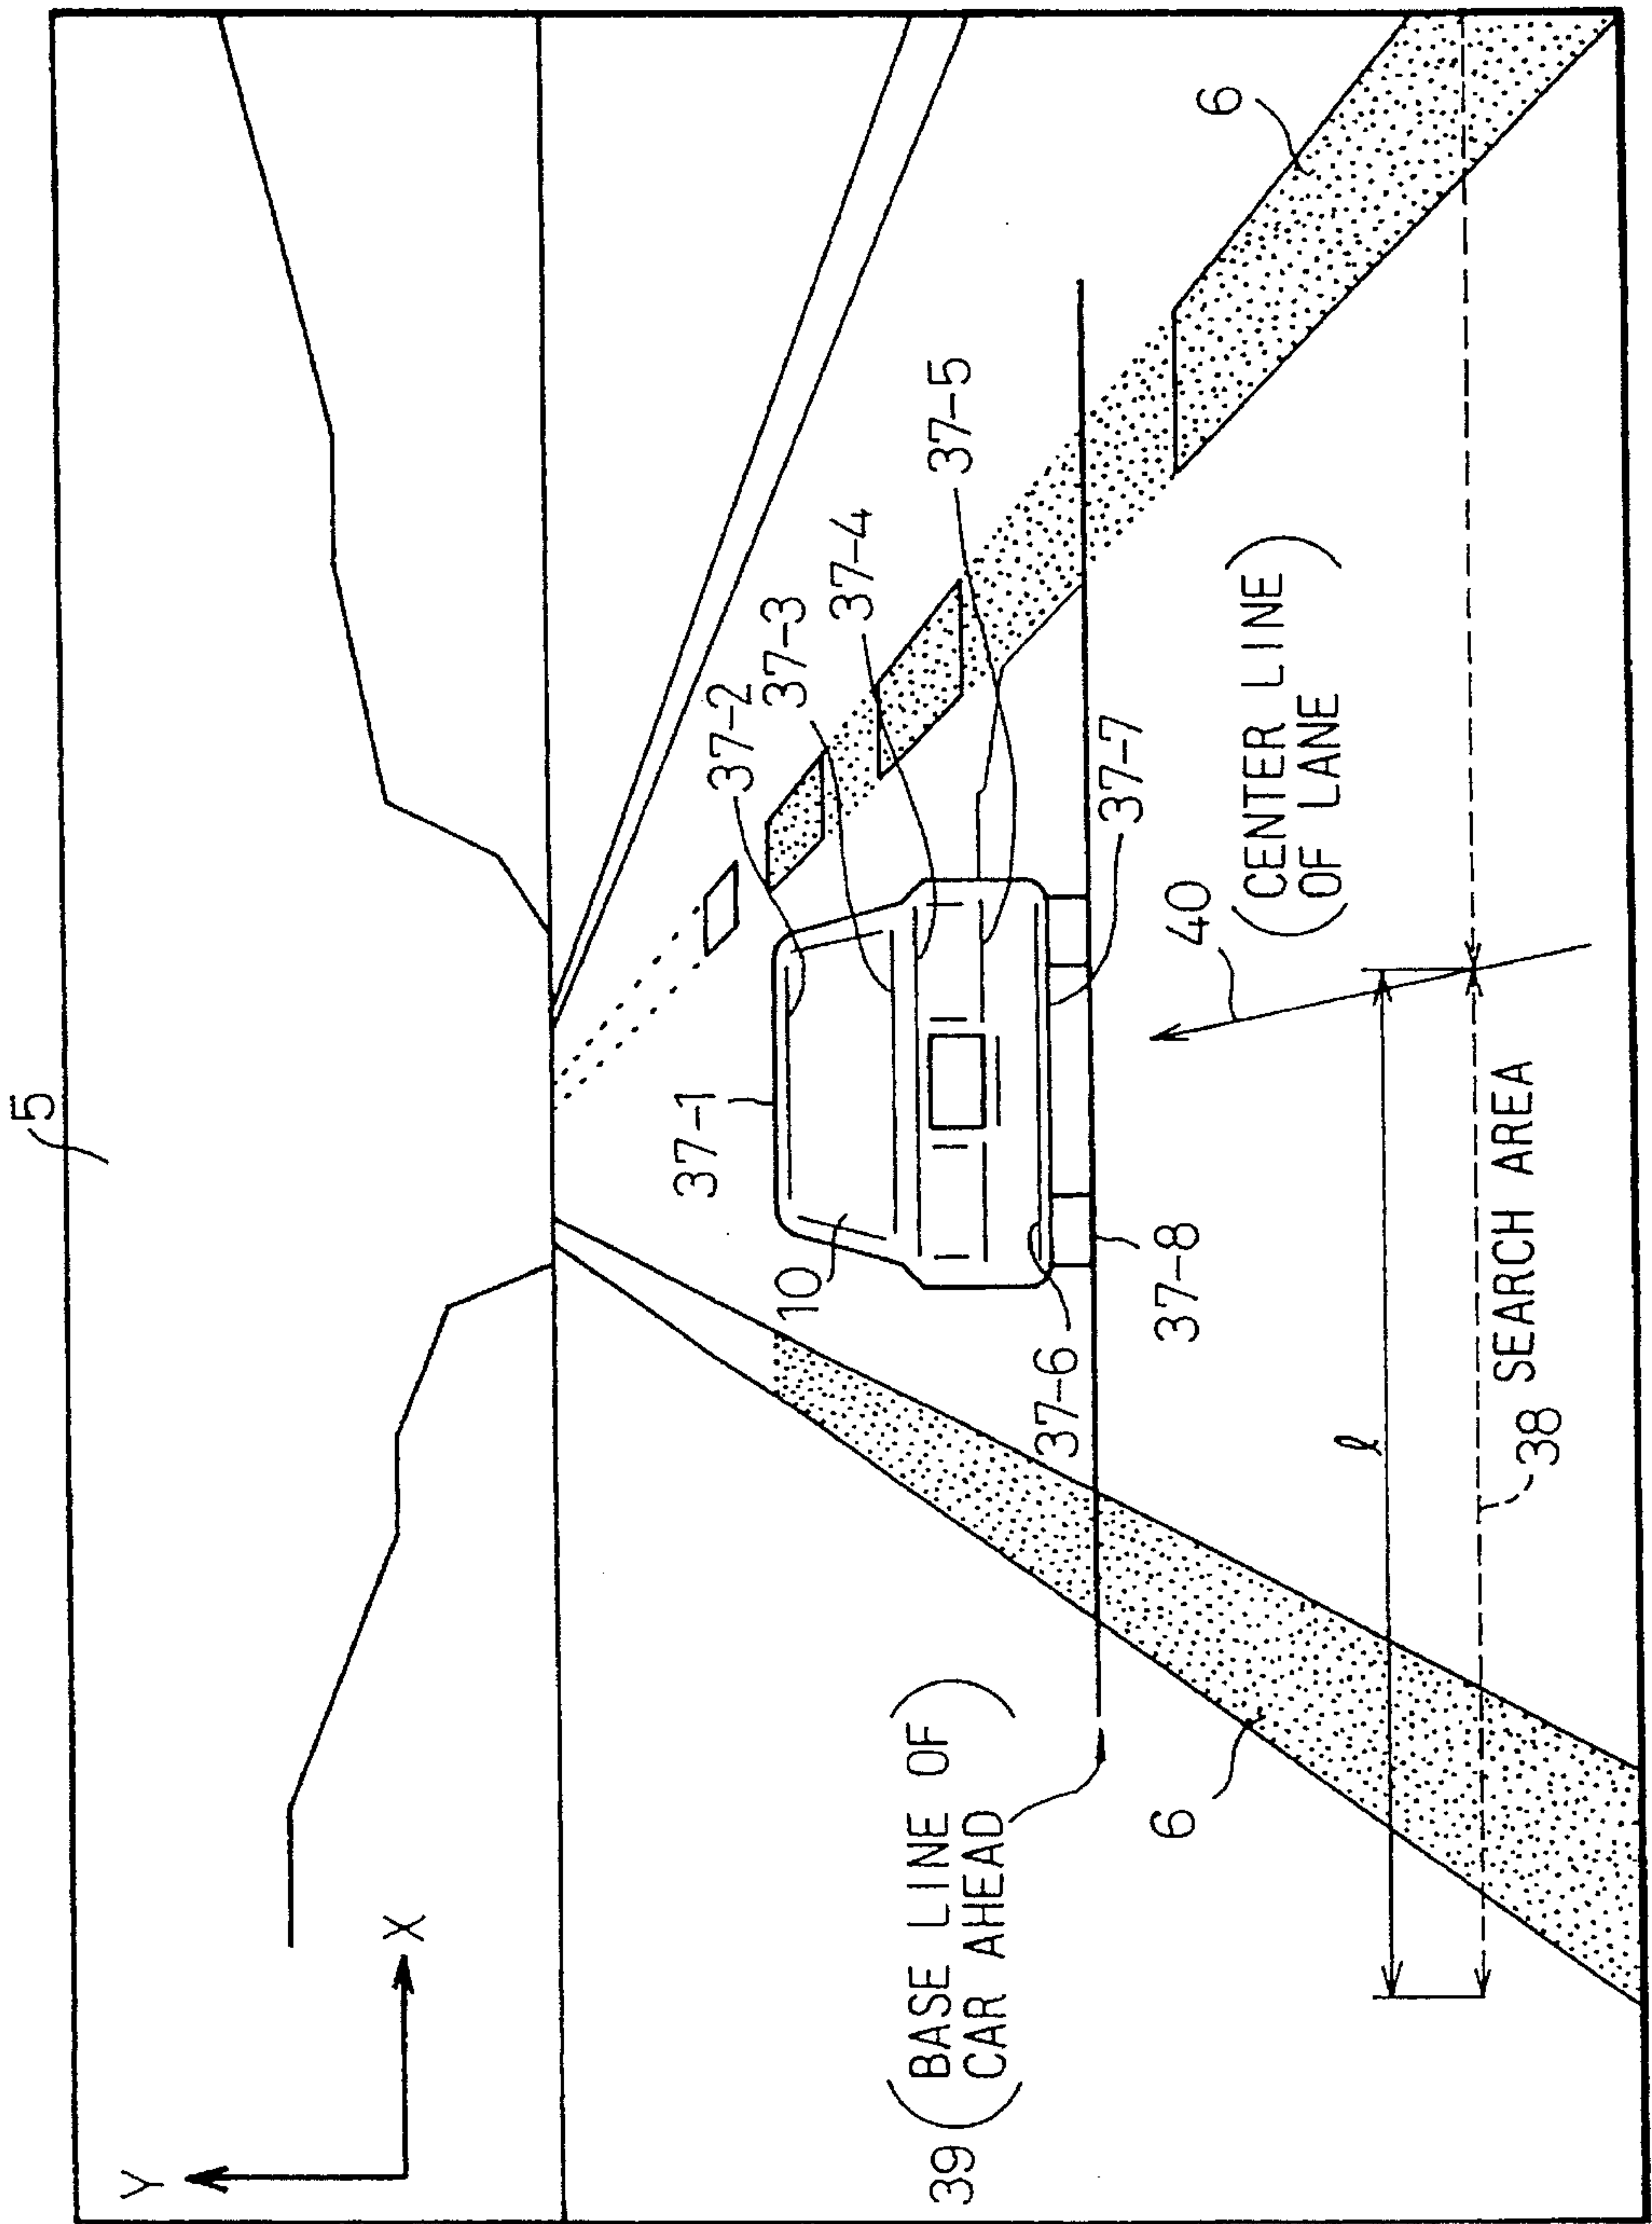 5
Y
X
37-1
37-2
37-3
37-4
37-5
10
6
37-6
37-7
37-8
39 (BASE LINE OF
CAR AHEAD)
40
(CENTER LINE
OF LANE)
6
ℓ
SEARCH AREA
38